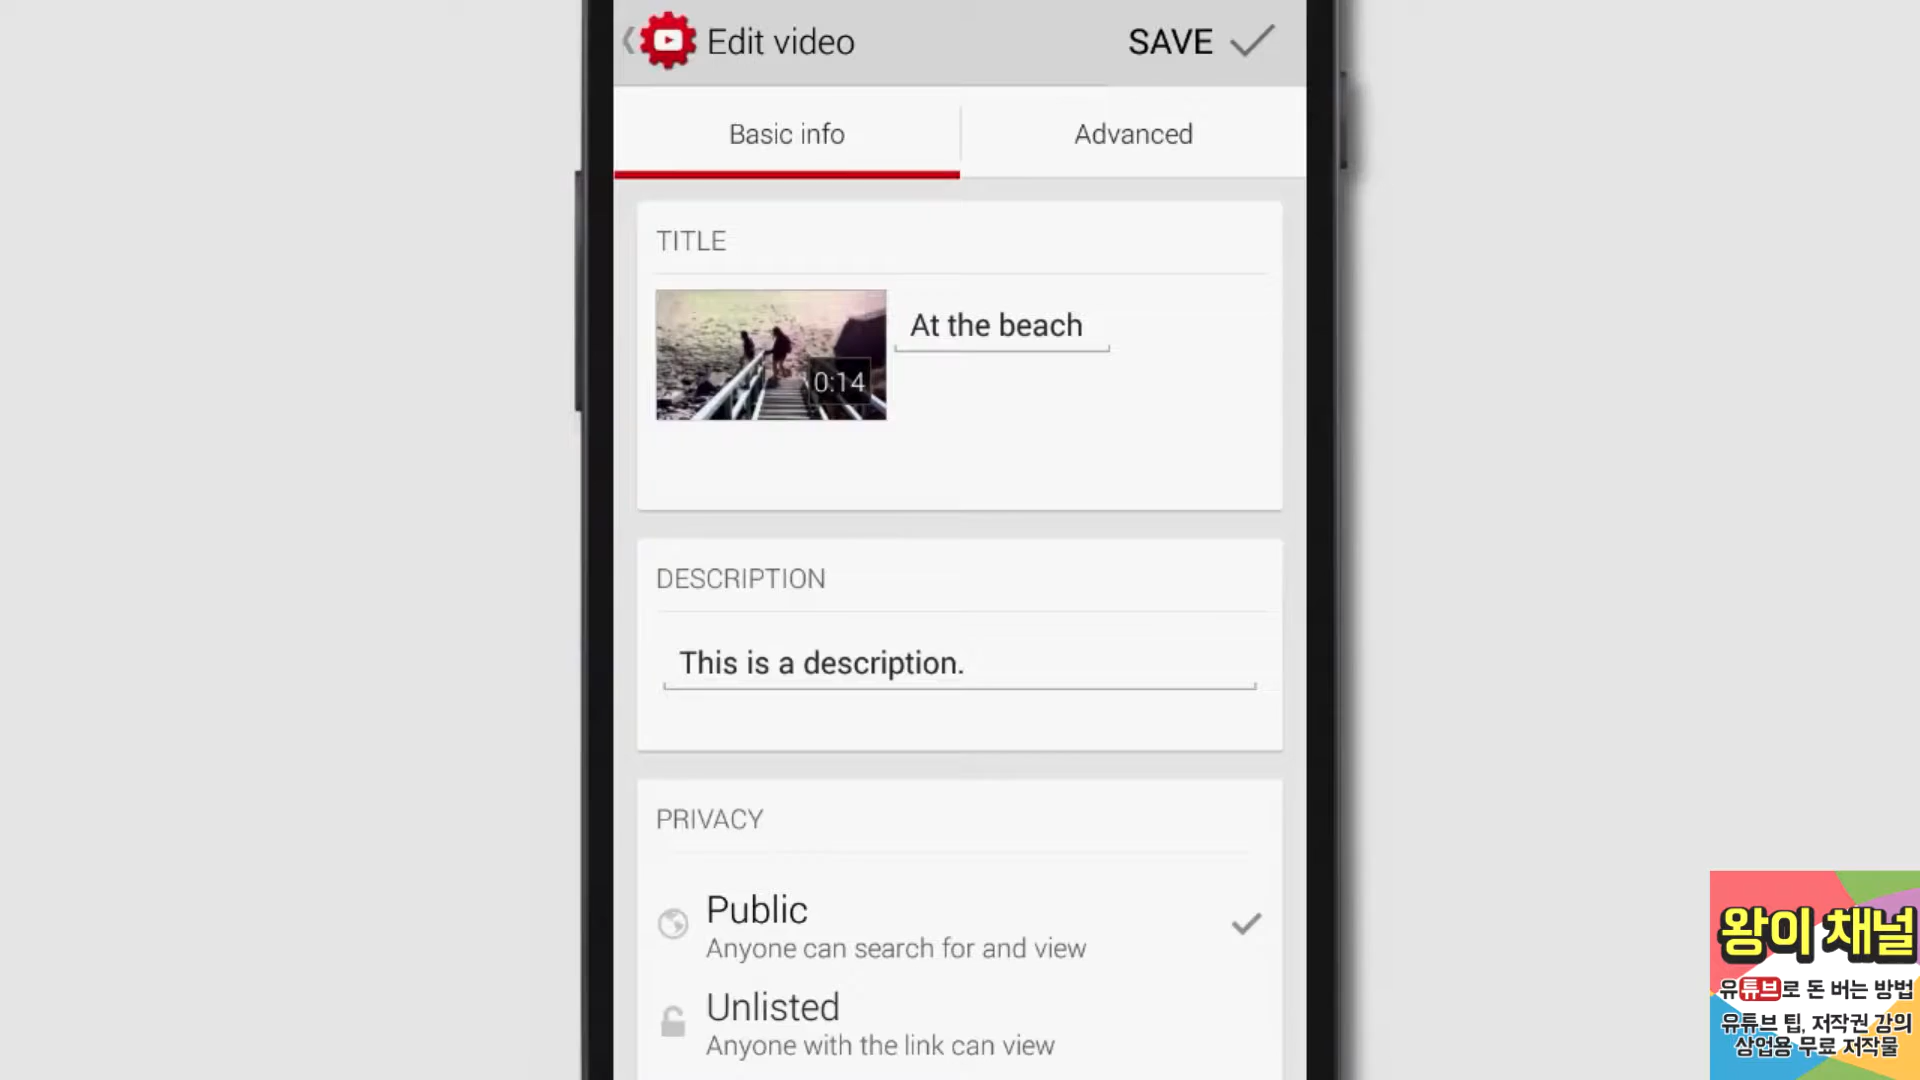 Edit video
SAVE
Basic info
Advanced
TITLE
At the beach
0:14
DESCRIPTION
This is a description.
PRIVACY
Public
Anyone can search for and view
Unlisted
Anyone with the link can view
왕이 채널
유튜브로 돈 버는 방법
유튜브 팁, 저작권 강의
상업용 무료 저작물